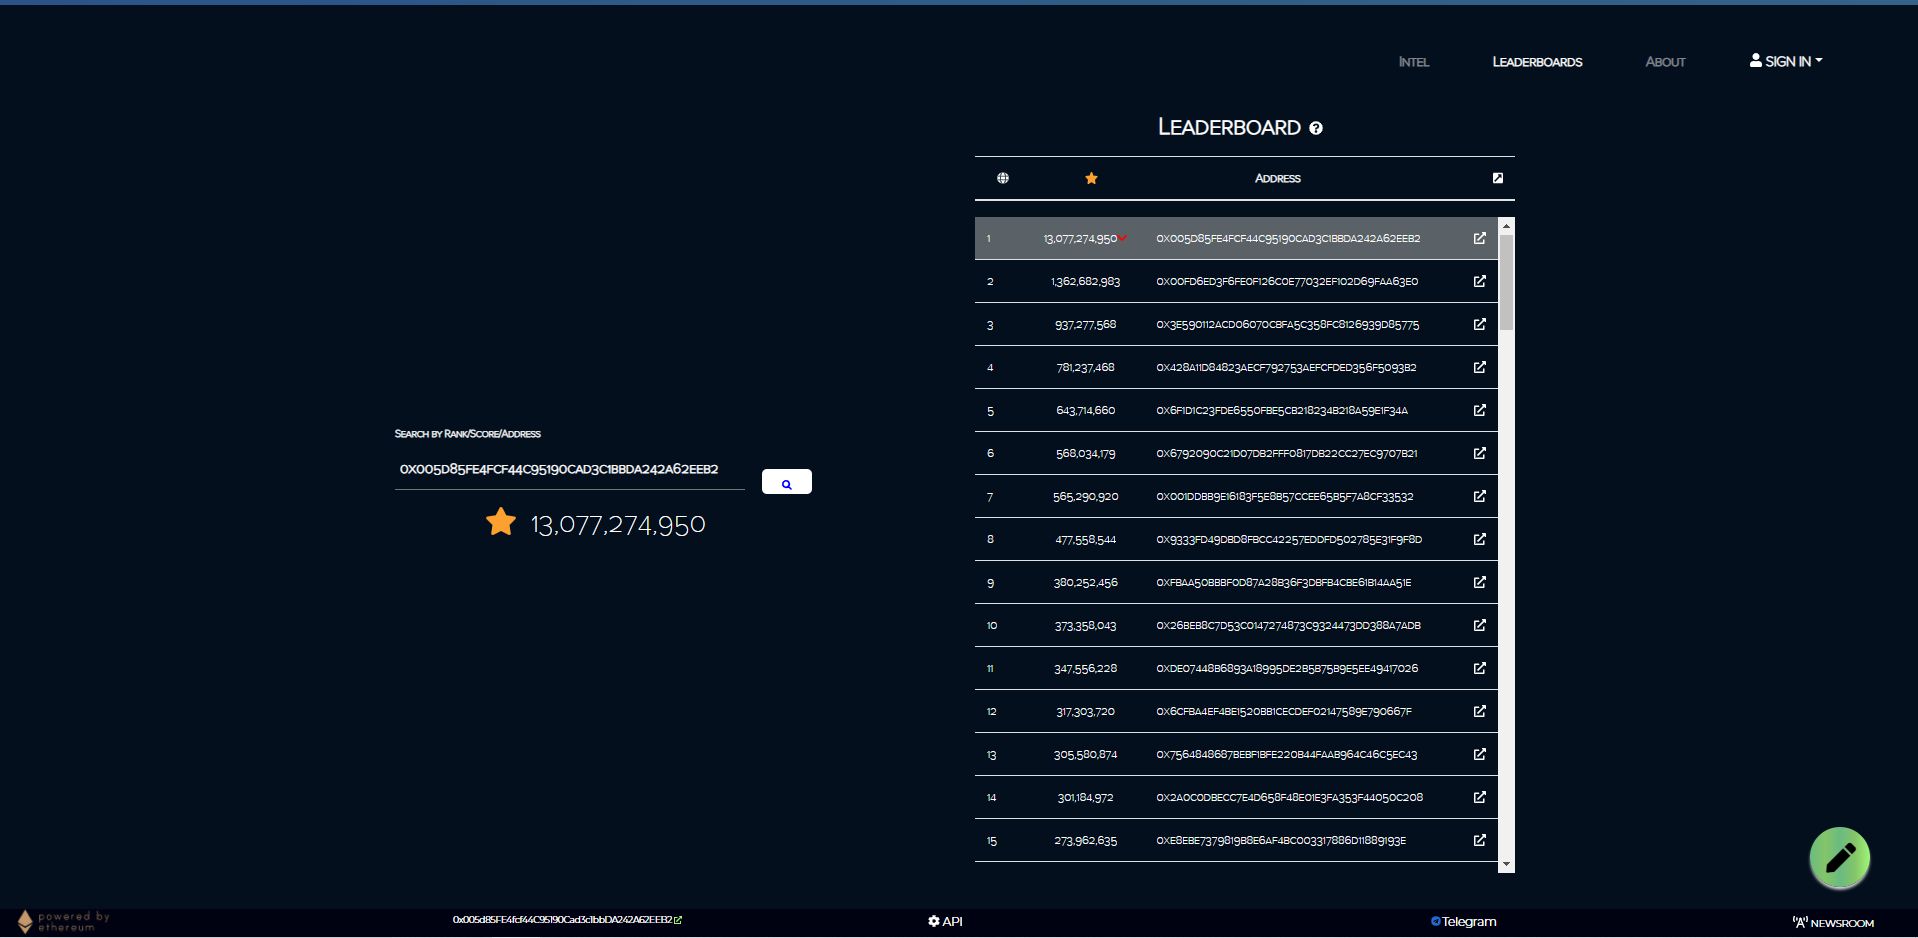 INTEL
LEADERBOARDS
ABOUT
SIGN IN
LEADERBOARD
ADDRESS
1 13,077,274,950 0X005D85FE4FCF44C95190CAD3C1BBDA242A62EEB2
2 1,362,682,983 0X00FD6ED3F6FE0F126C0E77032EF102D69FAA63E0
3 937,277,568 0X3E590112ACD06070CBFA5C358FC8126939D85775
4 781,237,468 0X428A11D84823AECF792753AEFCFDED356F5093B2
5 643,714,660 0X6F1D1C23FDE6550FBE5CB218234B218A59E1F34A
6 568,034,179 0X6792090C21D07DB2FFF0817DB22CC27EC9707B21
7 565,290,920 0X001DDBB9E16183F5E8B57CCEE65B5F7A8CF33532
8 477,558,544 0X9333FD49DBD8FBCC42257EDDFD502785E31F9F8D
9 380,252,456 0XFBAA50BBBF0D87A28B36F3DBFB4CBE61B14AA51E
10 373,358,043 0X26BEB8C7D53C0147274873C9324473DD388A7ADB
11 347,556,228 0XDE07448B6893A18995DE2B5B75B9E5EE49417026
12 317,303,720 0X6CFBA4EF4BE1520BB1CECDEF02147589E790667F
13 305,580,874 0X7564848687BEBF1BFE220B44FAAB964C46C5EC43
14 301,184,972 0X2A0C0DBECC7E4D658F48E01E3FA353F44050C208
15 273,962,635 0XE8EBE7379819B8E6AF4BC003317886D11889193E
SEARCH BY RANK/SCORE/ADDRESS
0X005D85FE4FCF44C95190CAD3C1BBDA242A62EEB2
13,077,274,950
powered by
ethereum
0x005d85FE4fcf44C95190Cad3c1bbDA242A62EEB2
API
Telegram
NEWSROOM